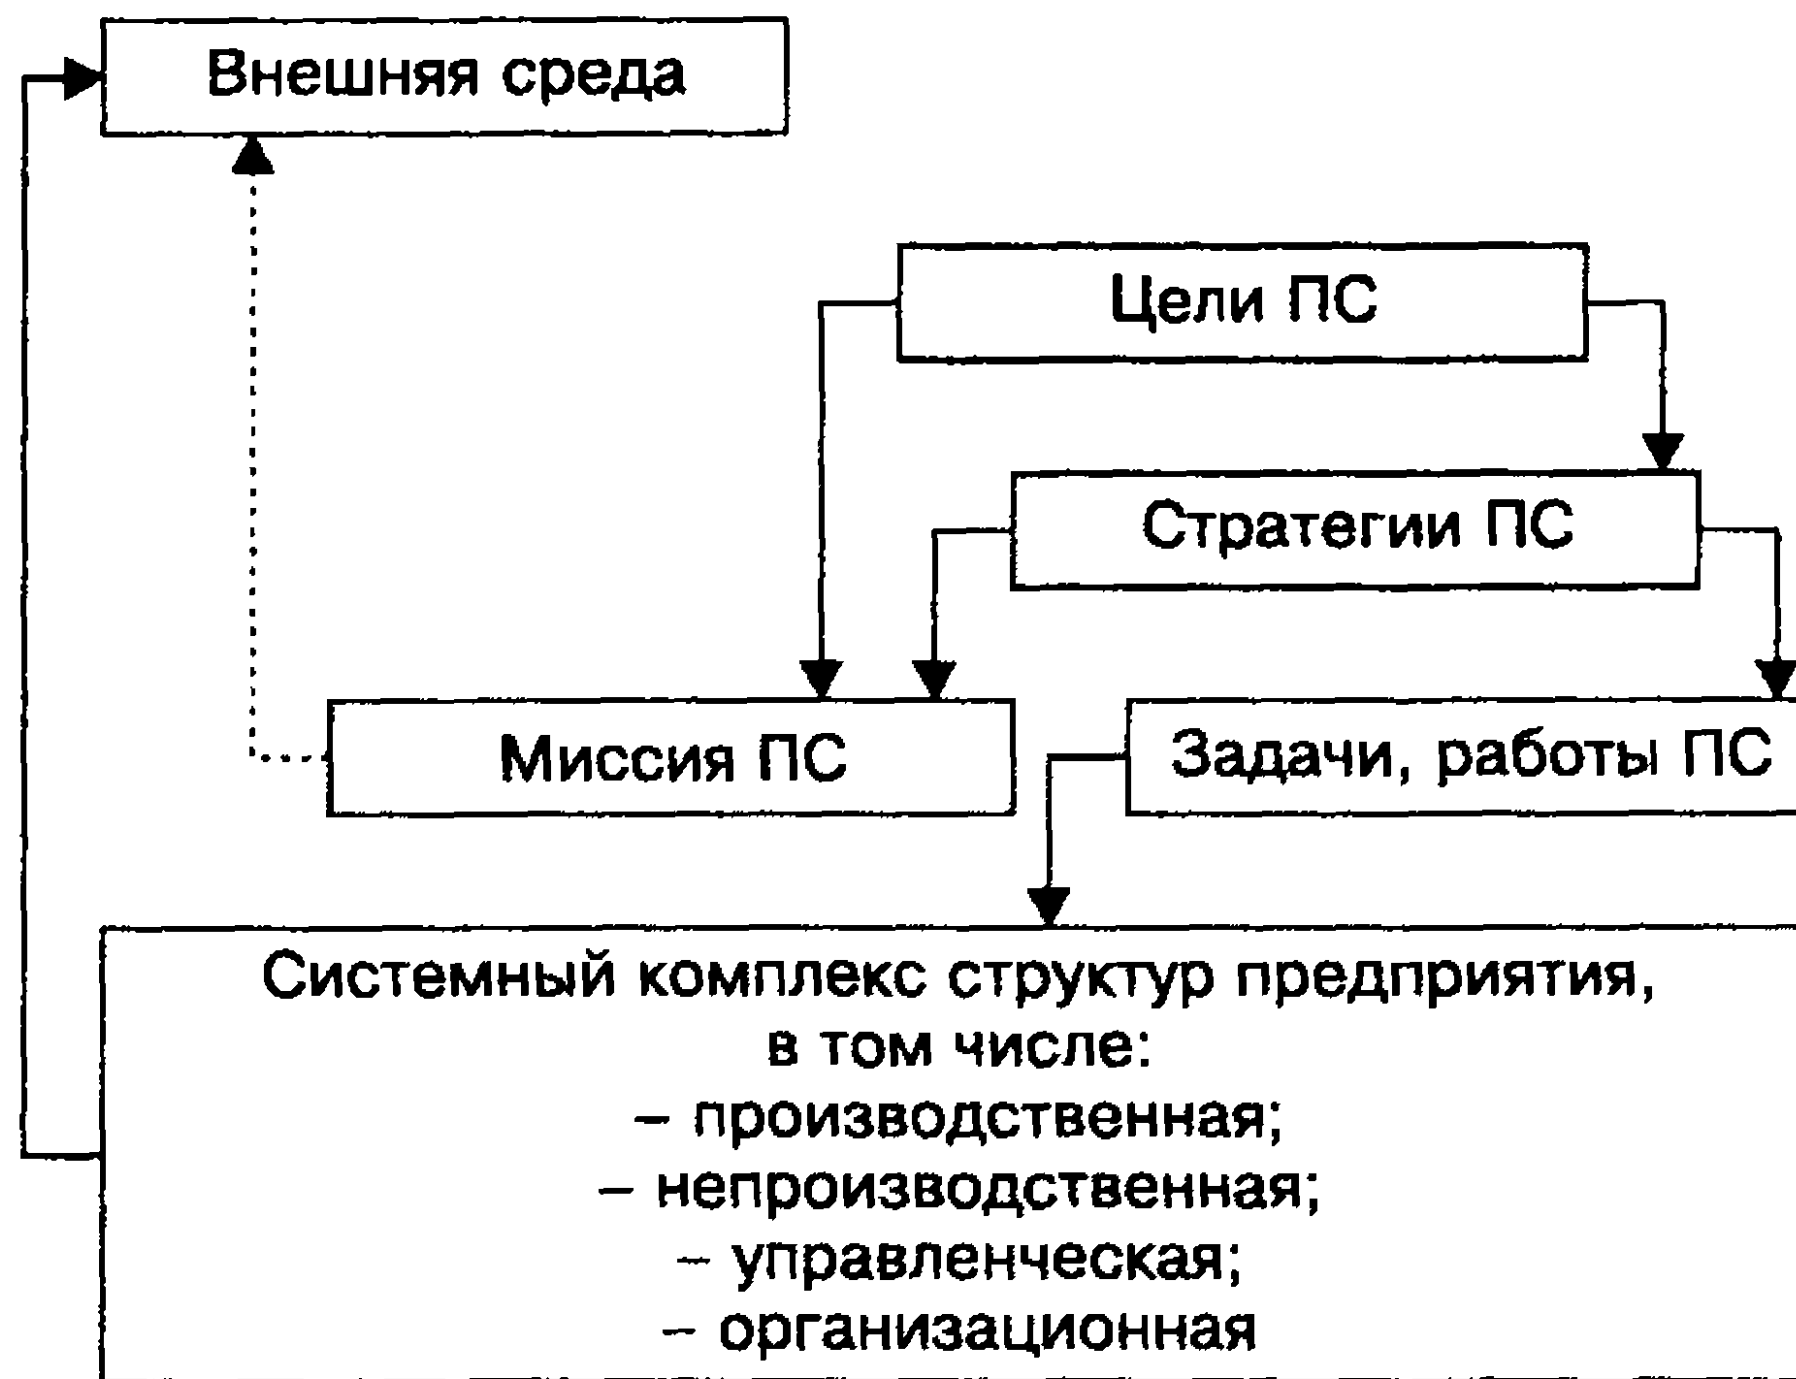 Внешняя среда
Цели ПС
Стратегии ПС
Миссия ПС
Задачи, работы ПС
Системный комплекс структур предприятия,
в том числе:
– производственная;
– непроизводственная;
– управленческая;
– организационная